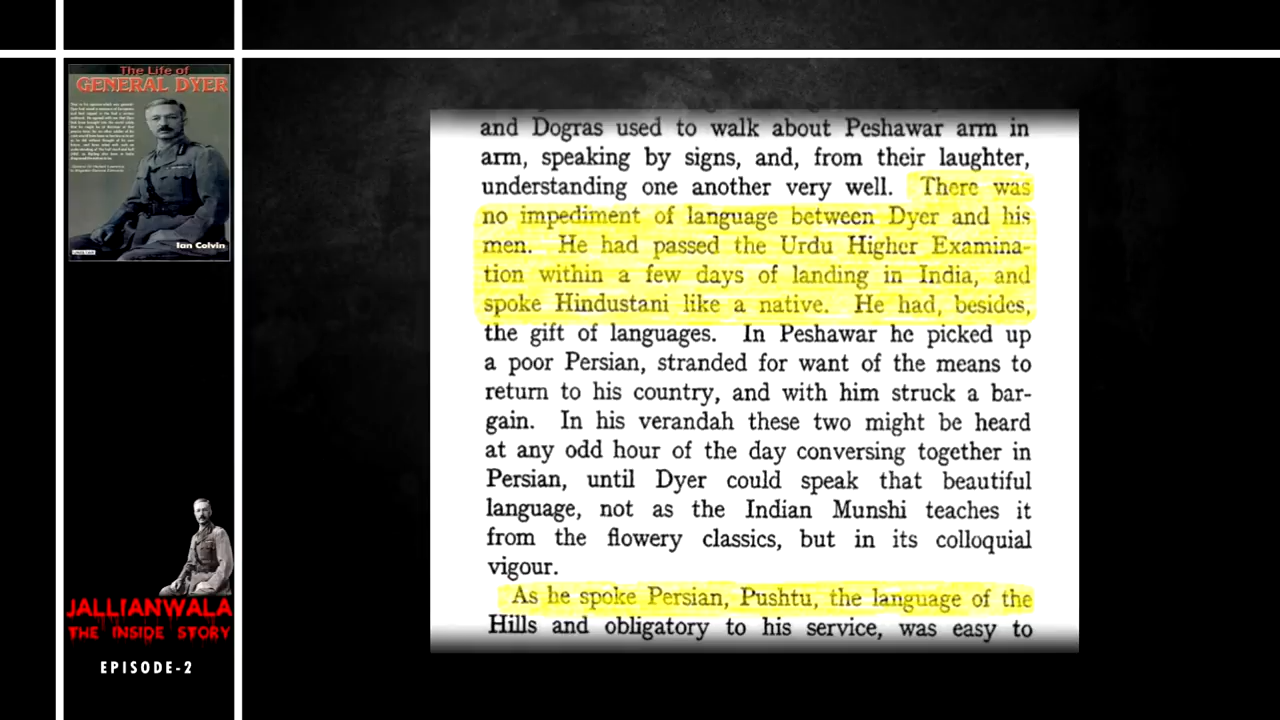 The Life of
GENERAL DYER
Ian Colvin
JALLIANWALA
THE INSIDE STORY
EPISODE-2
and Dogras used to walk about Peshawar arm in
arm, speaking by signs, and, from their laughter,
understanding one another very well. There was
no impediment of language between Dyer and his
men. He had passed the Urdu Higher Examina-
tion within a few days of landing in India, and
spoke Hindustani like a native. He had, besides,
the gift of languages. In Peshawar he picked up
a poor Persian, stranded for want of the means to
return to his country, and with him struck a bar-
gain. In his verandah these two might be heard
at any odd hour of the day conversing together in
Persian, until Dyer could speak that beautiful
language, not as the Indian Munshi teaches it
from the flowery classics, but in its colloquial
vigour.
As he spoke Persian, Pushtu, the language of the
Hills and obligatory to his service, was easy to